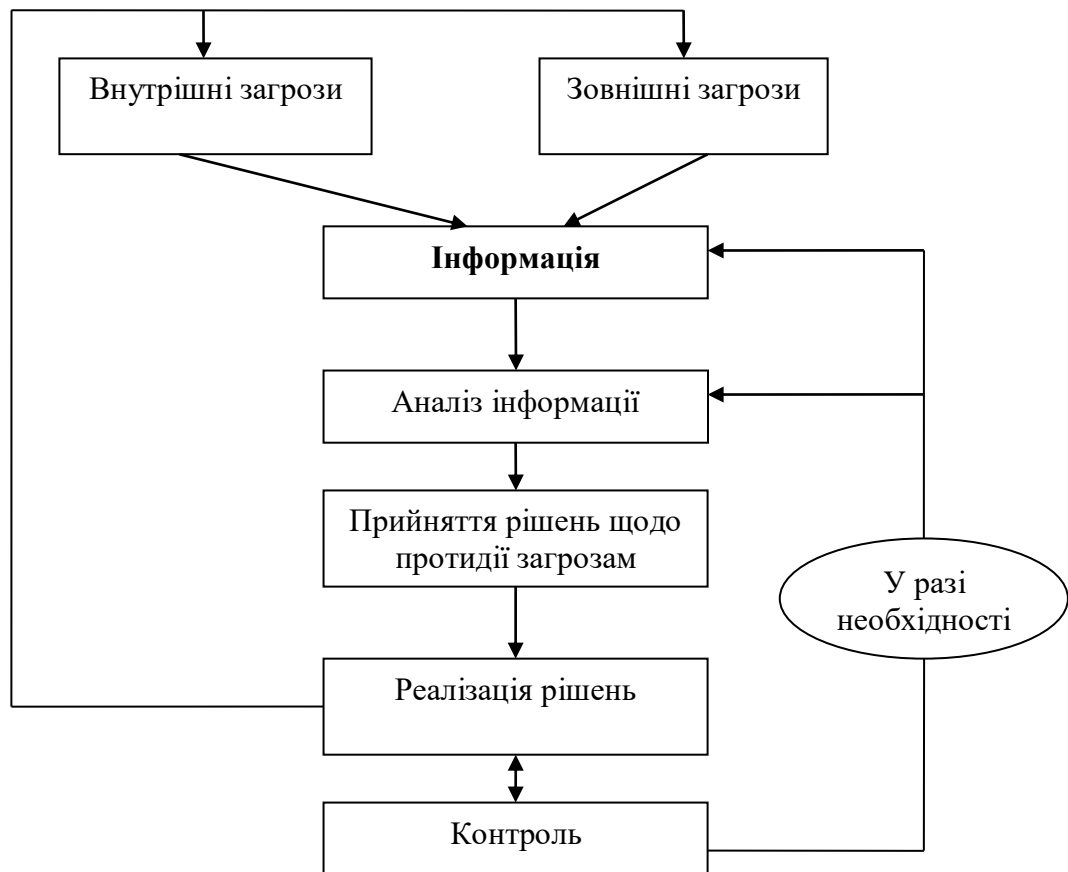 Внутрішні загрози
Зовнішні загрози
Інформація
Аналіз інформації
Прийняття рішень щодо
протидії загрозам
У разі
необхідності
Реалізація рішень
Контроль